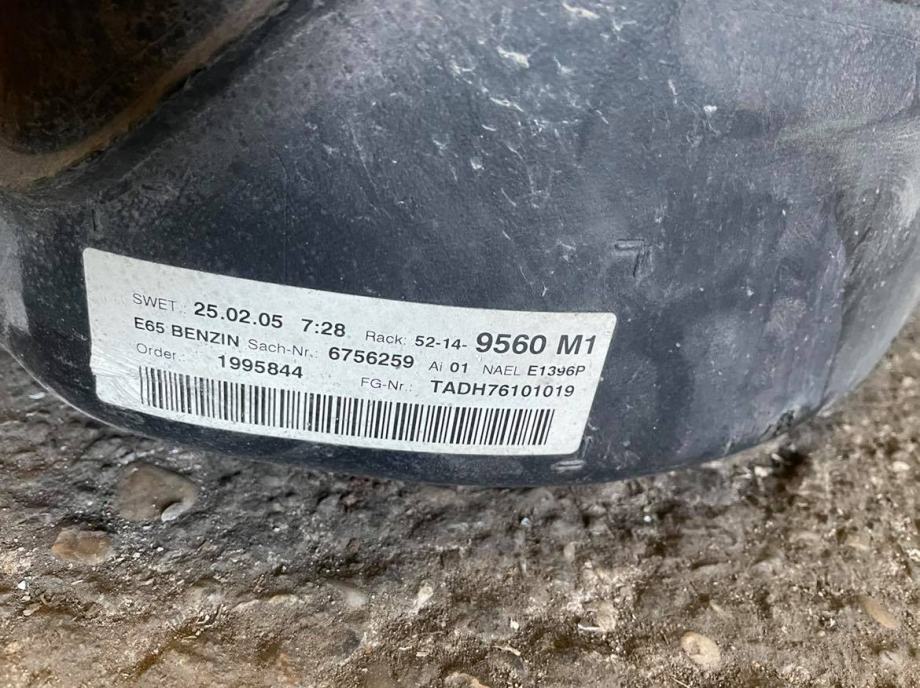 SWET.: 25.02.05 7:28 Rack: 52-14- 9560 M1
E65 BENZIN Sach-Nr.: 6756259 Ai 01 NAEL E1396P
Order.: 1995844 FG-Nr.: TADH76101019